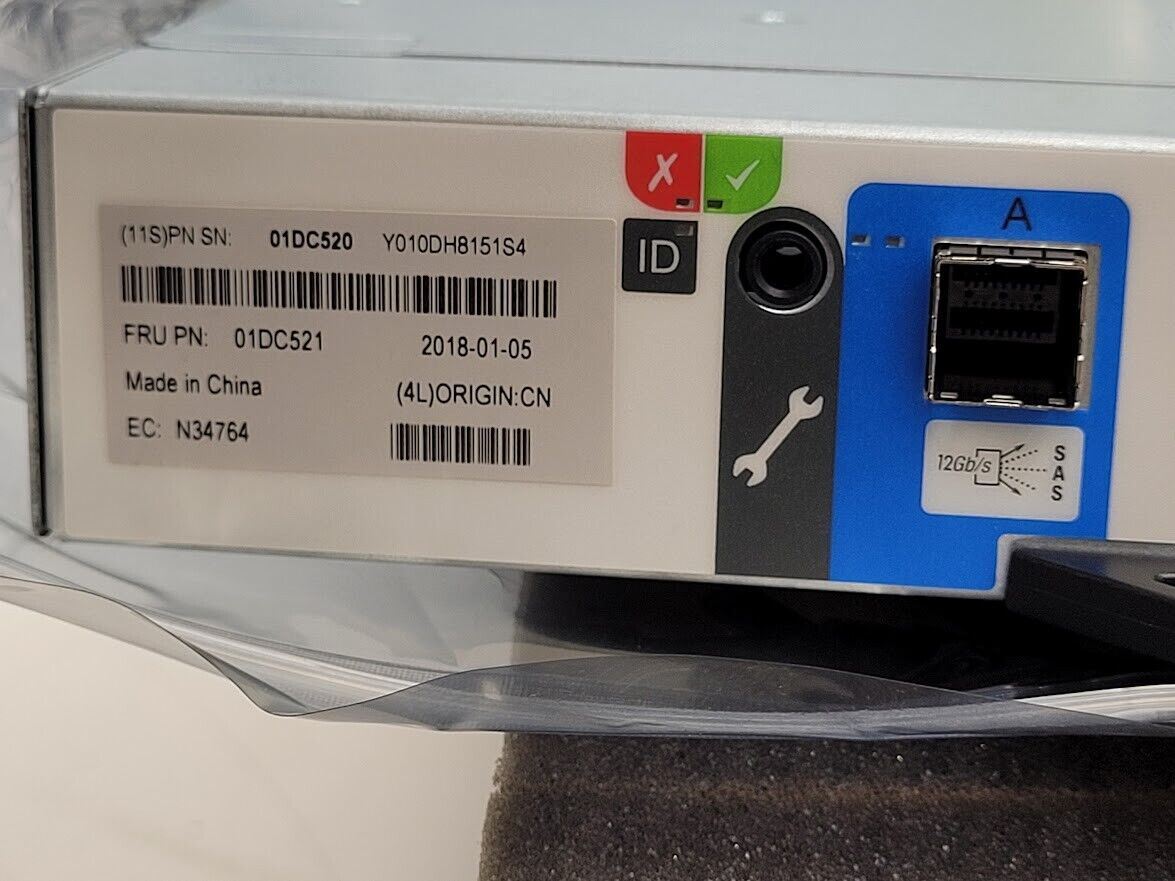 (11S)PN SN: 01DC520 Y010DH8151S4
FRU PN: 01DC521 2018-01-05
Made in China (4L)ORIGIN:CN
EC: N34764
ID
A
12Gb/s
SAS